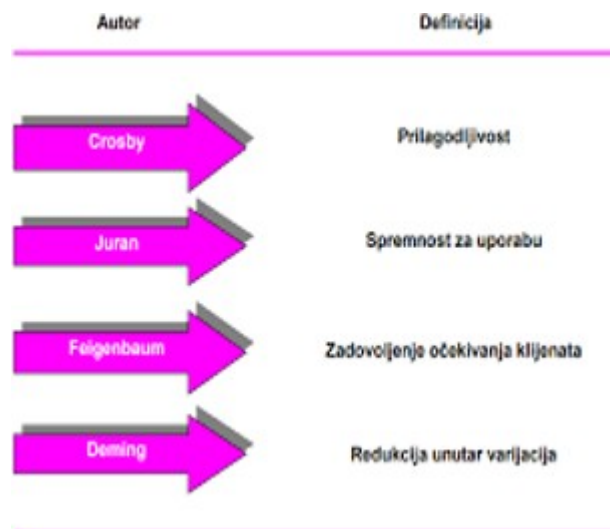 Autor Definicija
Crosby Prilagodljivost
Juran Spremnost za uporabu
Feigenbaum Zadovoljenje očekivanja klijenata
Deming Redukcija unutar varijacija